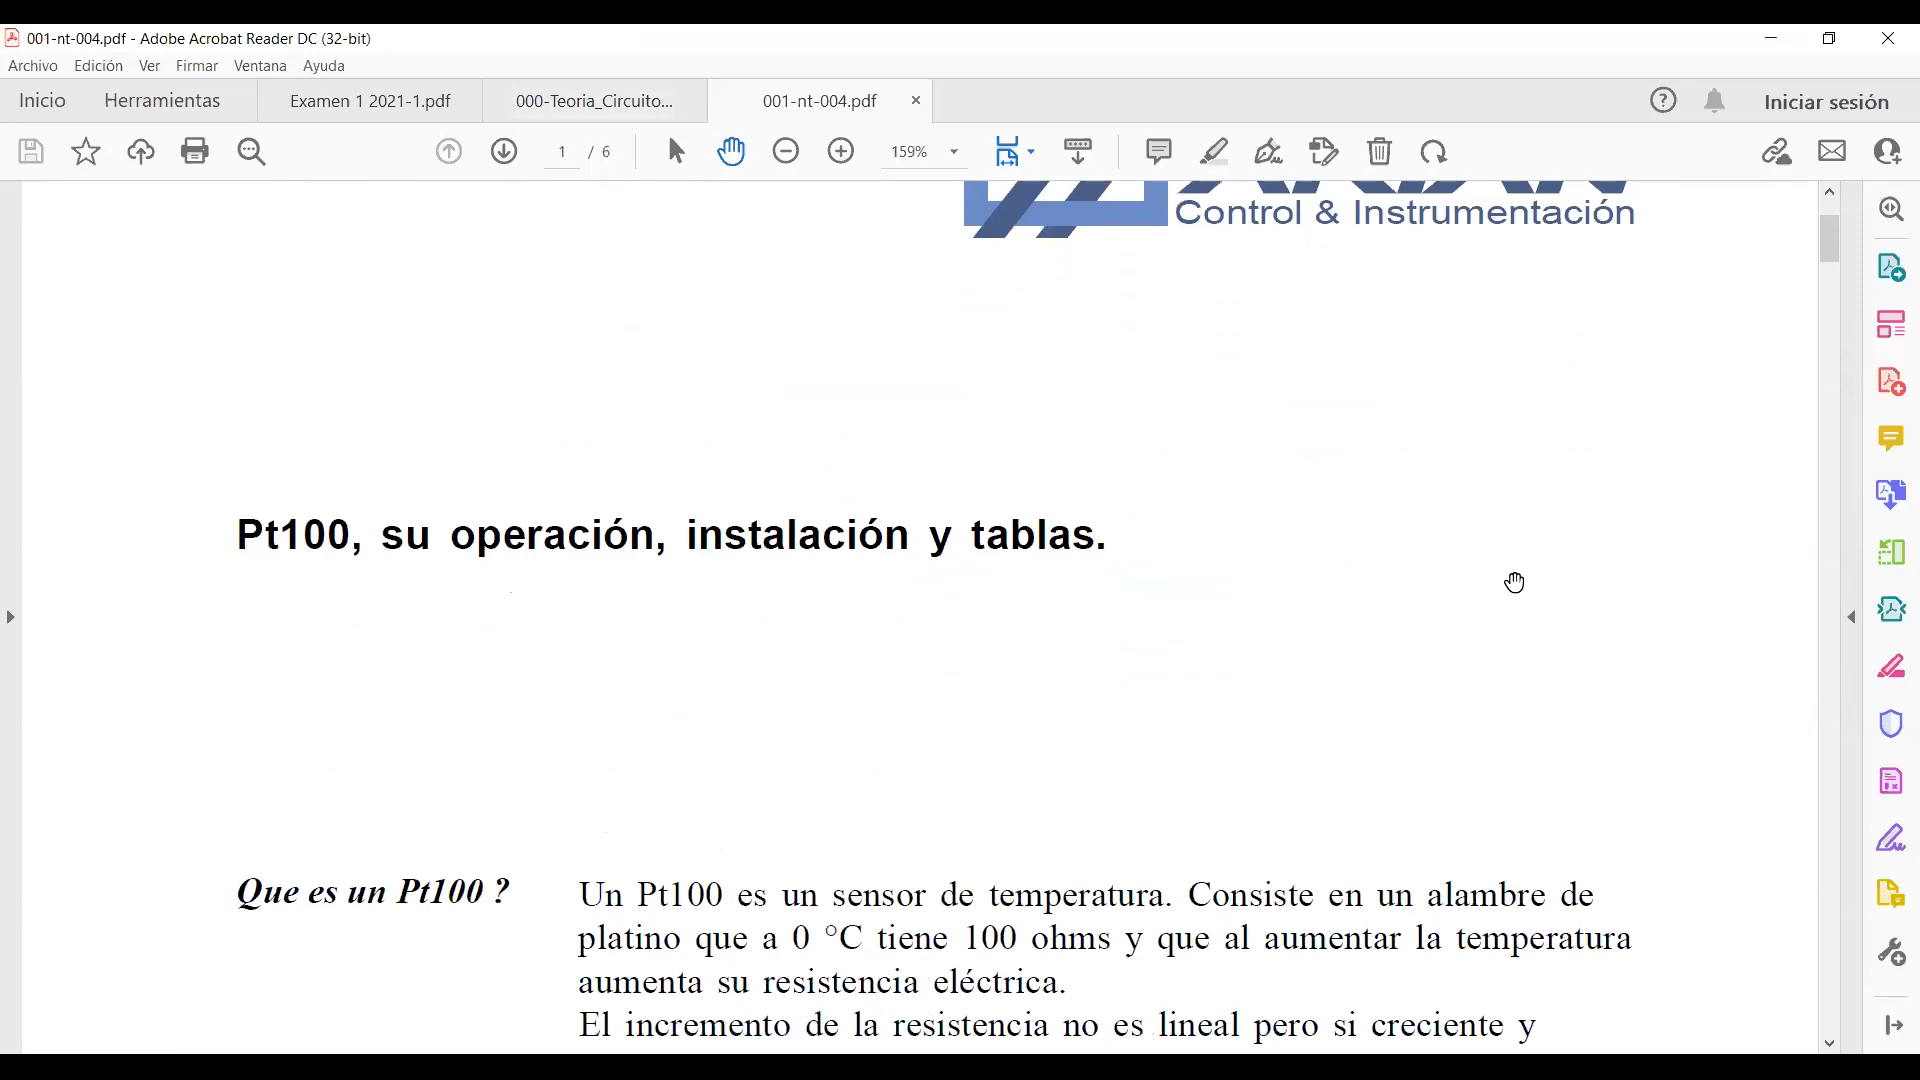 001-nt-004.pdf - Adobe Acrobat Reader DC (32-bit)
Archivo Edición Ver Firmar Ventana Ayuda
Inicio Herramientas Examen 1 2021-1.pdf 000-Teoria_Circuito... 001-nt-004.pdf Iniciar sesión
1 / 6 159%
Control & Instrumentación
Pt100, su operación, instalación y tablas.
Que es un Pt100 ? Un Pt100 es un sensor de temperatura. Consiste en un alambre de
platino que a 0 °C tiene 100 ohms y que al aumentar la temperatura
aumenta su resistencia eléctrica.
El incremento de la resistencia no es lineal pero si creciente y